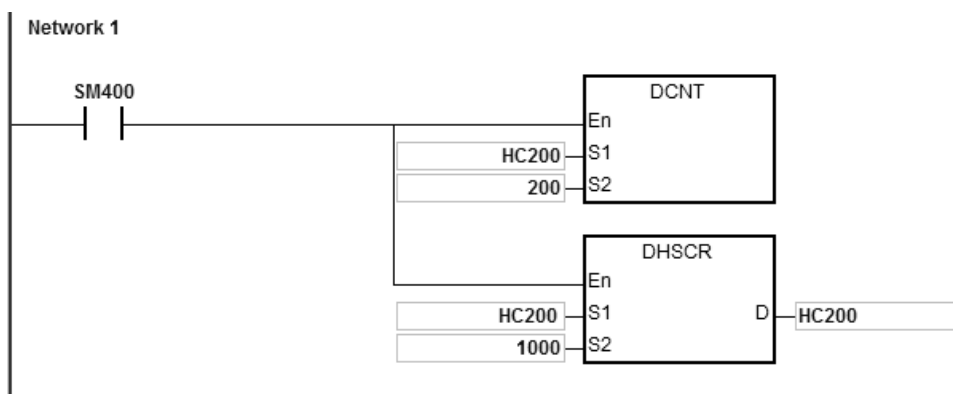 Network 1
SM400
DCNT
En
HC200 S1
200 S2
DHSCR
En
HC200 S1 D HC200
1000 S2